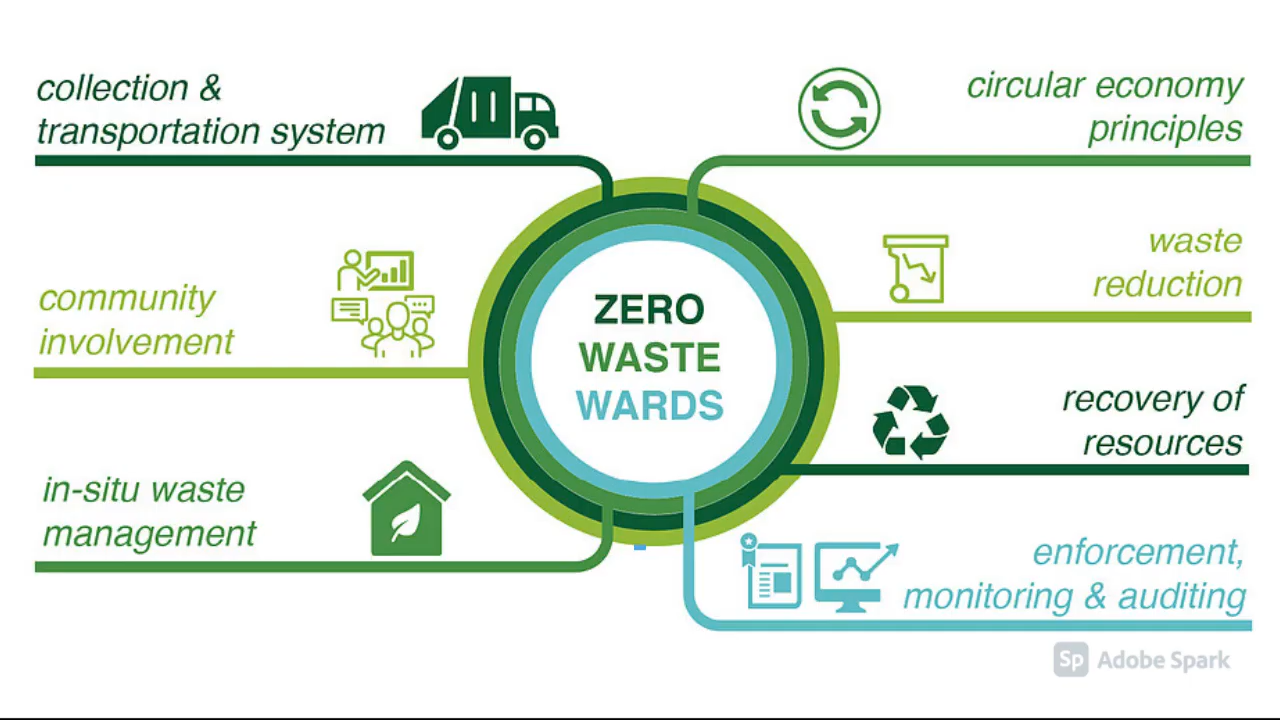 collection &
transportation system
community
involvement
in-situ waste
management
ZERO
WASTE
WARDS
circular economy
principles
waste
reduction
recovery of
resources
enforcement,
monitoring & auditing
Sp Adobe Spark